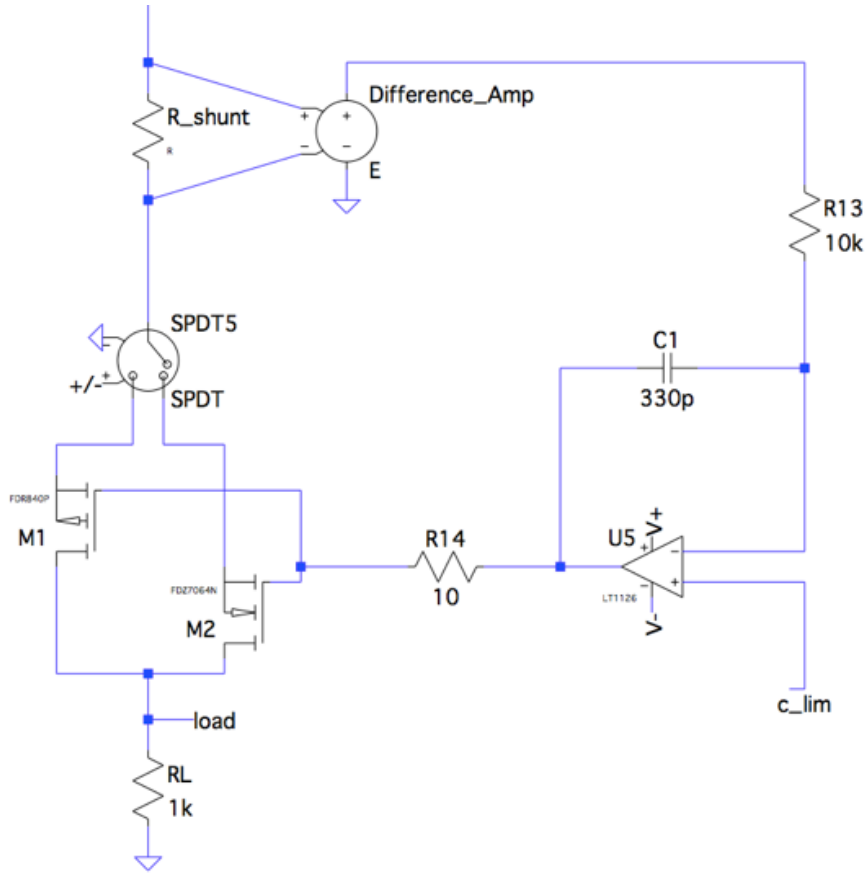 Difference_Amp
R_shunt
R
+
+
−
−
E
R13
10k
SPDT5
+/-
+
SPDT
C1
330p
FDR840P
M1
R14
10
U5
V+
+
−
−
+
LT1126
V-
FDZ7064N
M2
c_lim
load
RL
1k